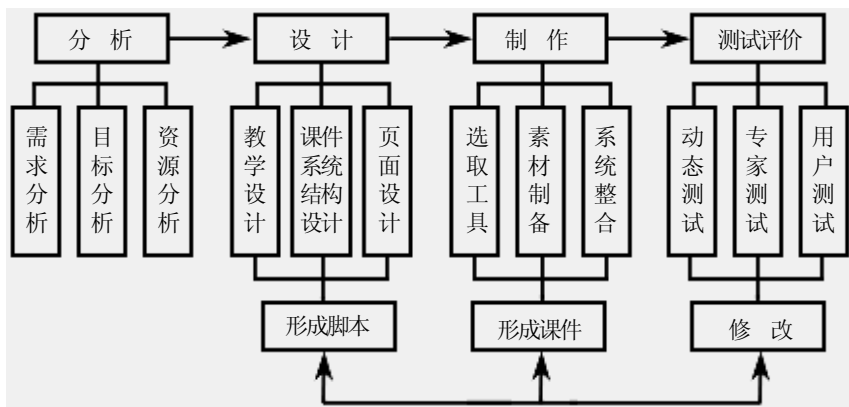 分 析
设 计
制 作
测试评价
需求分析
目标分析
资源分析
教学设计
课件
系统
结构
设计
页面设计
选取工具
素材制备
系统整合
动态测试
专家测试
用户测试
形成脚本
形成课件
修 改